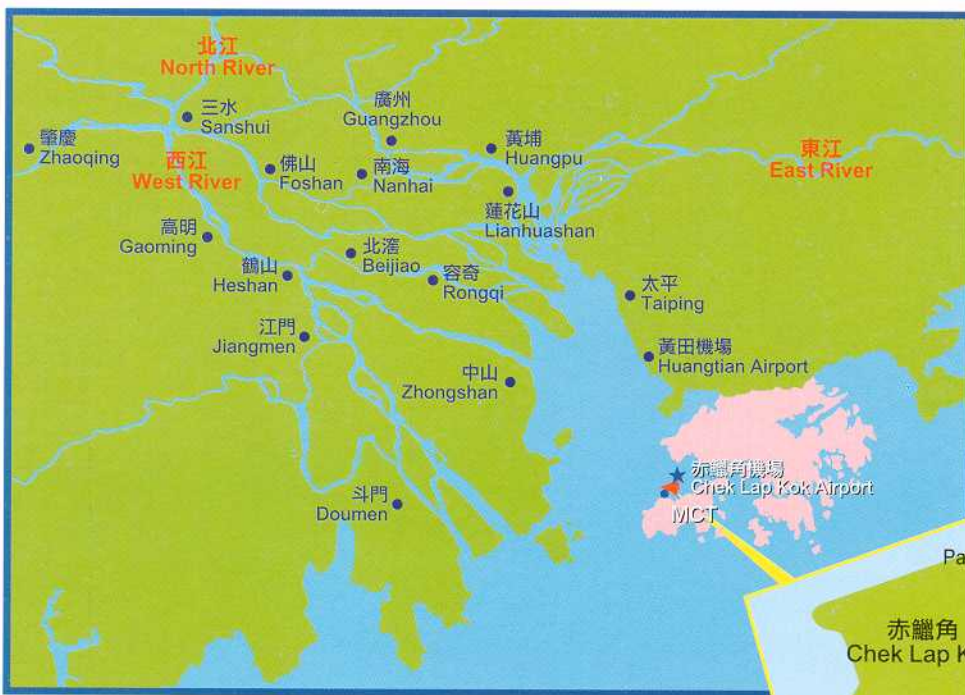 北江
North River
三水
Sanshui
廣州
Guangzhou
肇慶
Zhaoqing
西江
West River
佛山
Foshan
南海
Nanhai
黃埔
Huangpu
東江
East River
蓮花山
Lianhuashan
高明
Gaoming
北滘
Beijiao
鶴山
Heshan
容奇
Rongqi
太平
Taiping
江門
Jiangmen
黃田機場
Huangtian Airport
中山
Zhongshan
赤鱲角機場
Chek Lap Kok Airport
MCT
斗門
Doumen
Pa
赤鱲角
Chek Lap K